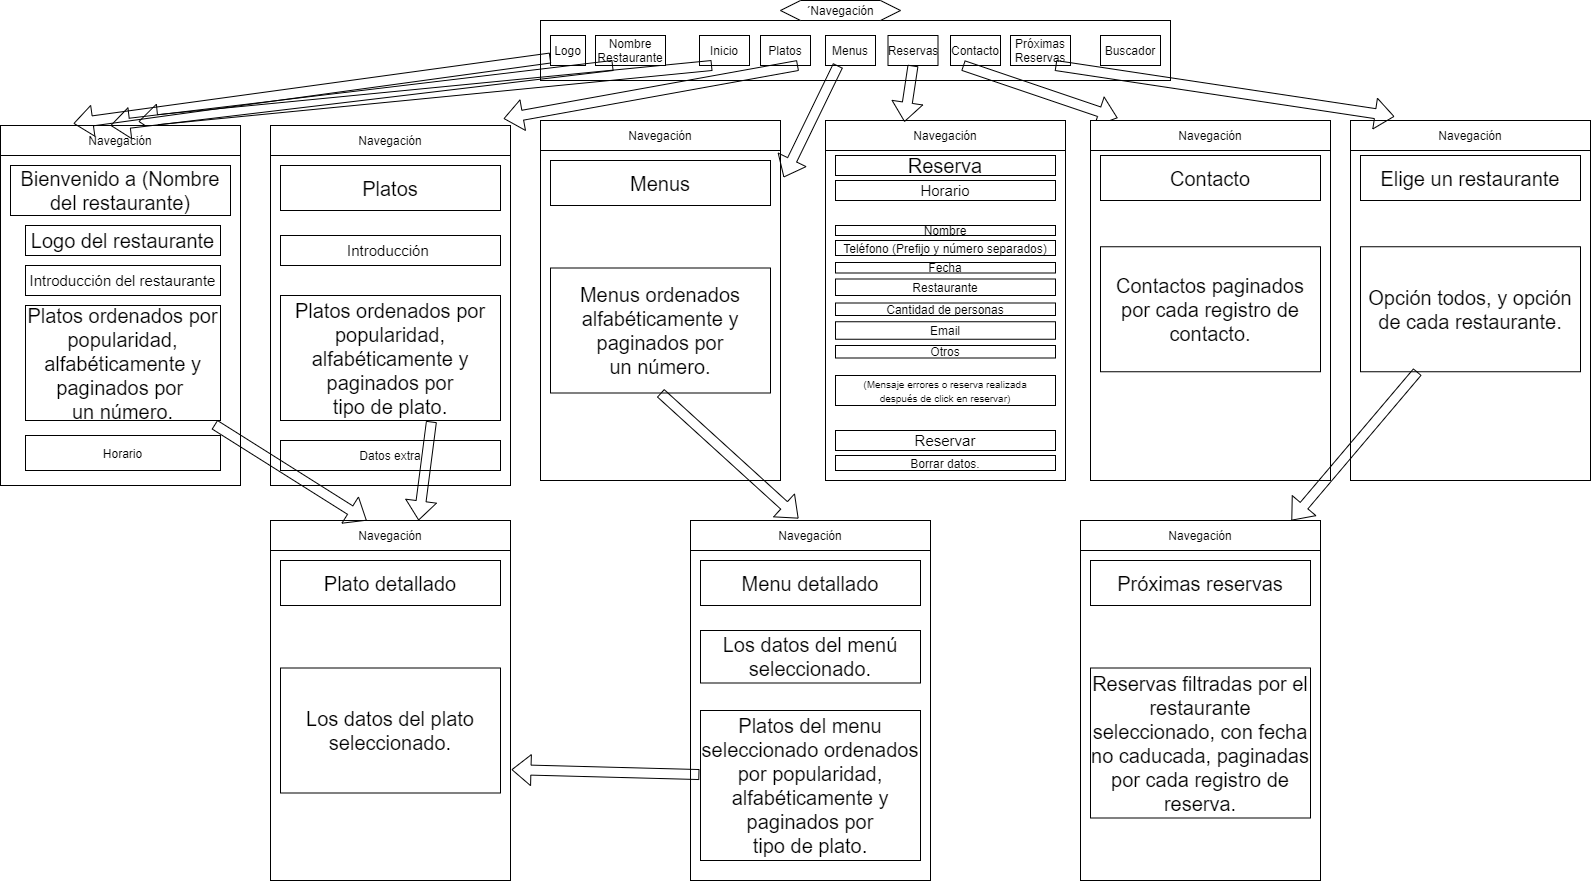 ´Navegación
Logo
Nombre
Restaurante
Inicio
Platos
Menus
Reservas
Contacto
Próximas
Reservas
Buscador
Navegación
Bienvenido a (Nombre
del restaurante)
Logo del restaurante
Introducción del restaurante
Platos ordenados por
popularidad,
alfabéticamente y
paginados por
un número.
Horario
Navegación
Platos
Introducción
Platos ordenados por
popularidad,
alfabéticamente y
paginados por
tipo de plato.
Datos extra
Navegación
Menus
Menus ordenados
alfabéticamente y
paginados por
un número.
Navegación
Reserva
Horario
Nombre
Teléfono (Prefijo y número separados)
Fecha
Restaurante
Cantidad de personas
Email
Otros
(Mensaje errores o reserva realizada
después de click en reservar)
Reservar
Borrar datos.
Navegación
Contacto
Contactos paginados
por cada registro de
contacto.
Navegación
Elige un restaurante
Opción todos, y opción
de cada restaurante.
Navegación
Plato detallado
Los datos del plato
seleccionado.
Navegación
Menu detallado
Los datos del menú
seleccionado.
Platos del menu
seleccionado ordenados
por popularidad,
alfabéticamente y
paginados por
tipo de plato.
Navegación
Próximas reservas
Reservas filtradas por el
restaurante
seleccionado, con fecha
no caducada, paginadas
por cada registro de
reserva.